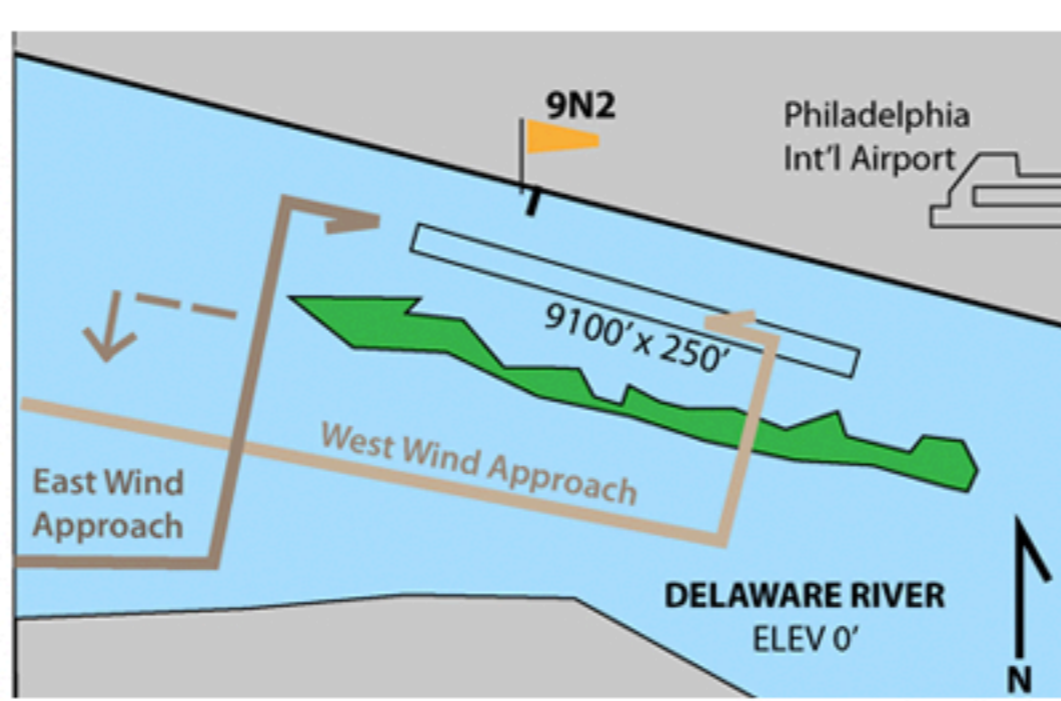 9N2
Philadelphia
Int'l Airport
9100' x 250'
West Wind Approach
East Wind
Approach
DELAWARE RIVER
ELEV 0'
N